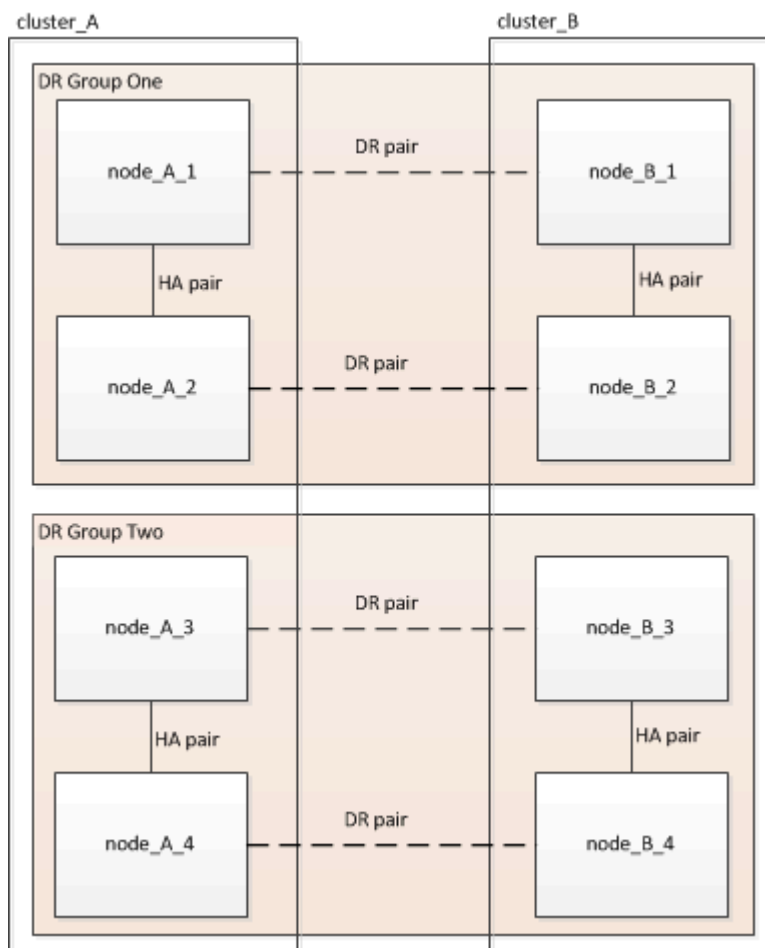 cluster_A
cluster_B
DR Group One
node_A_1
DR pair
node_B_1
HA pair
HA pair
node_A_2
DR pair
node_B_2
DR Group Two
node_A_3
DR pair
node_B_3
HA pair
HA pair
node_A_4
DR pair
node_B_4